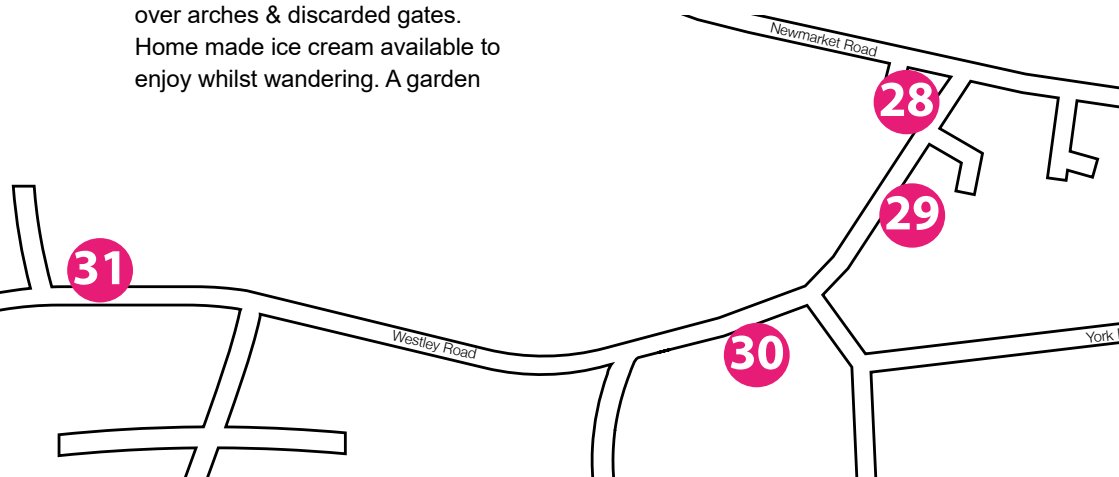 over arches & discarded gates.
Home made ice cream available to
enjoy whilst wandering. A garden
Newmarket Road
28
29
31
Westley Road
30
York